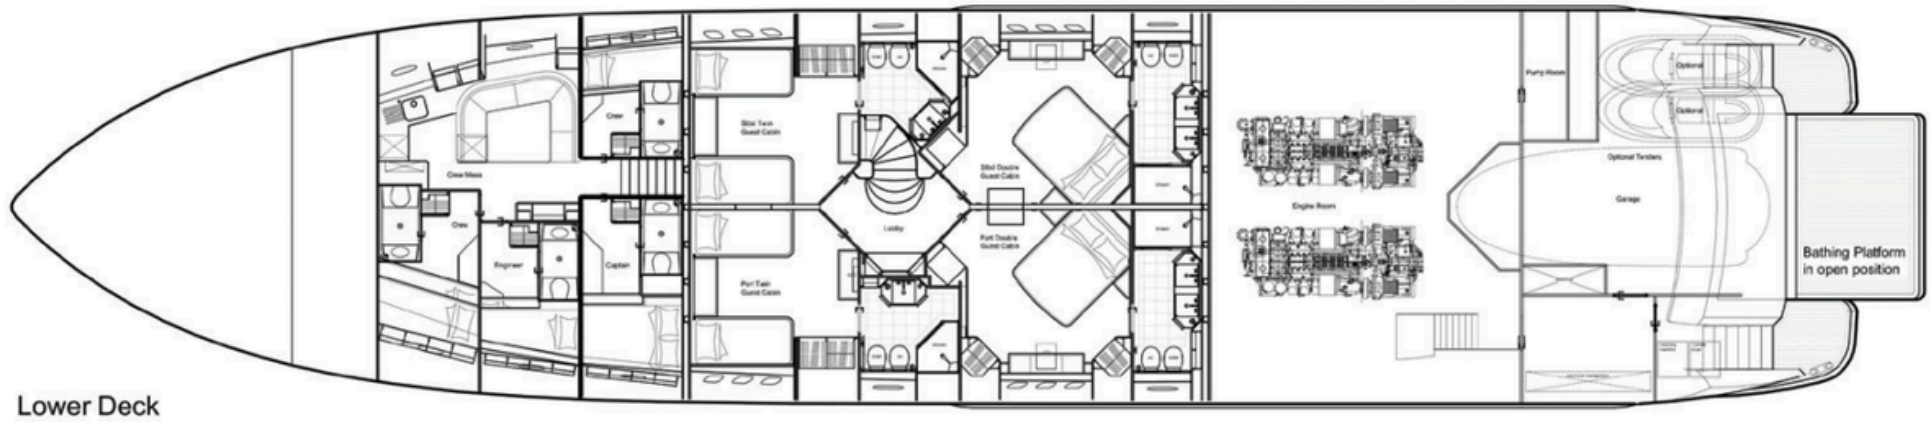 Optional
Pump Room
Optional
Crew
Stbd Twin
Guest Cabin
Optional Tenders
Crew Mess
Stbd Double
Guest Cabin
Garage
Engine Room
Crew
Lobby
Port Double
Guest Cabin
Engineer
Captain
Bathing Platform
in open position
Port Twin
Guest Cabin
Lower Deck